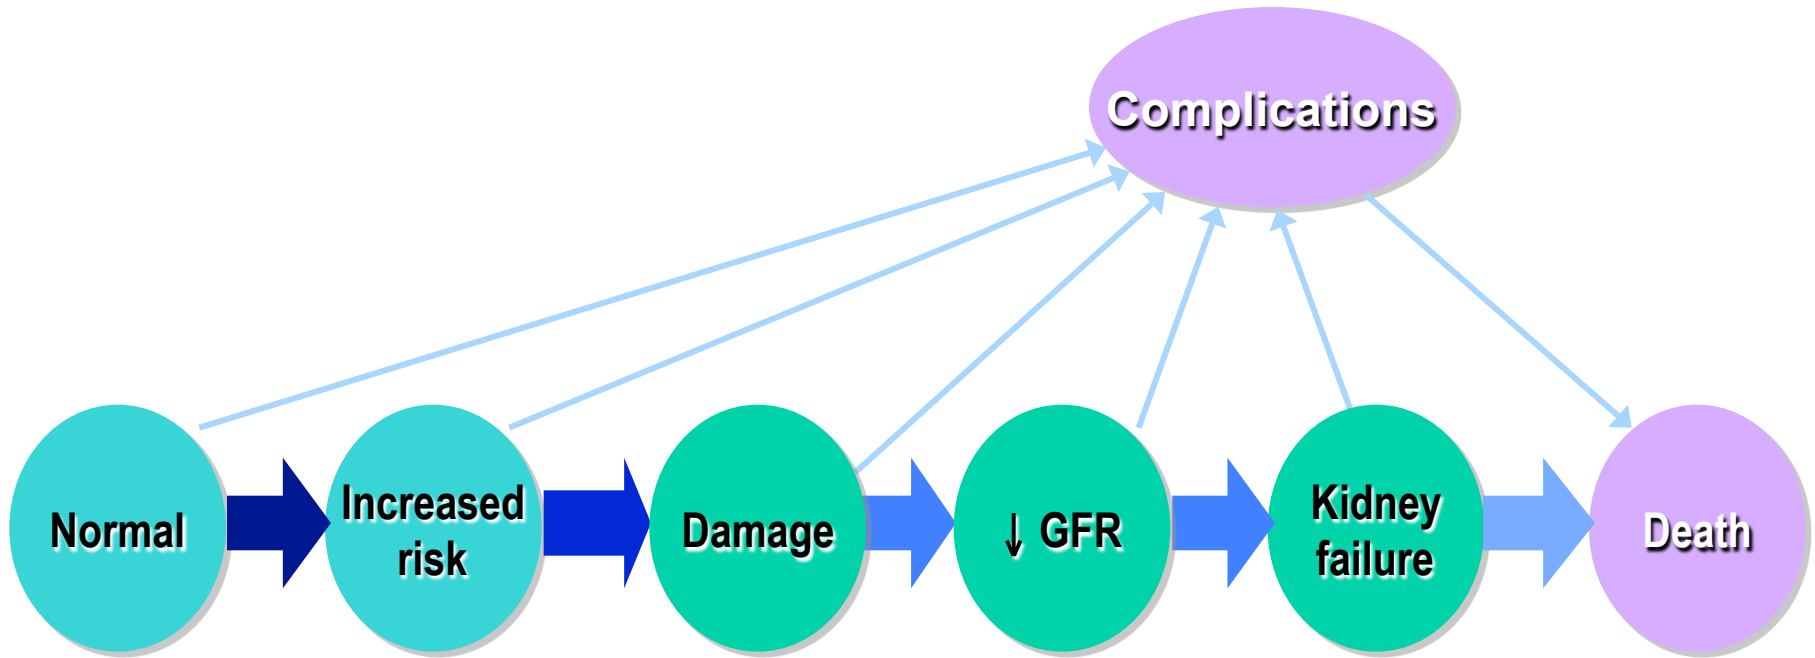 Complications
Normal
Increased
risk
Damage
↓ GFR
Kidney
failure
Death